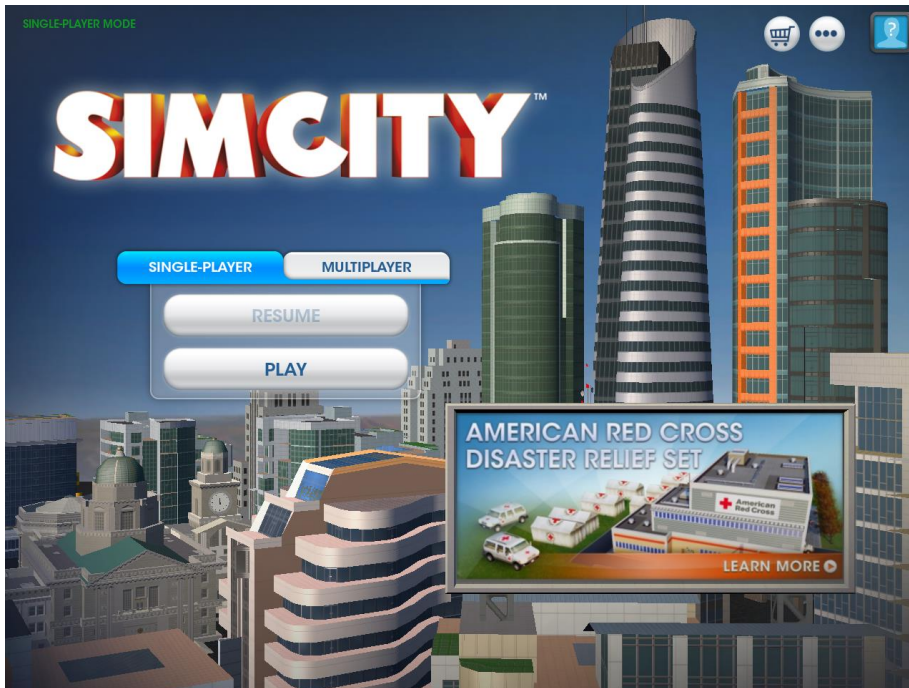 SINGLE-PLAYER MODE
SIMCITY™
SINGLE-PLAYER
MULTIPLAYER
RESUME
PLAY
AMERICAN RED CROSS
DISASTER RELIEF SET
American
Red Cross
LEARN MORE
?